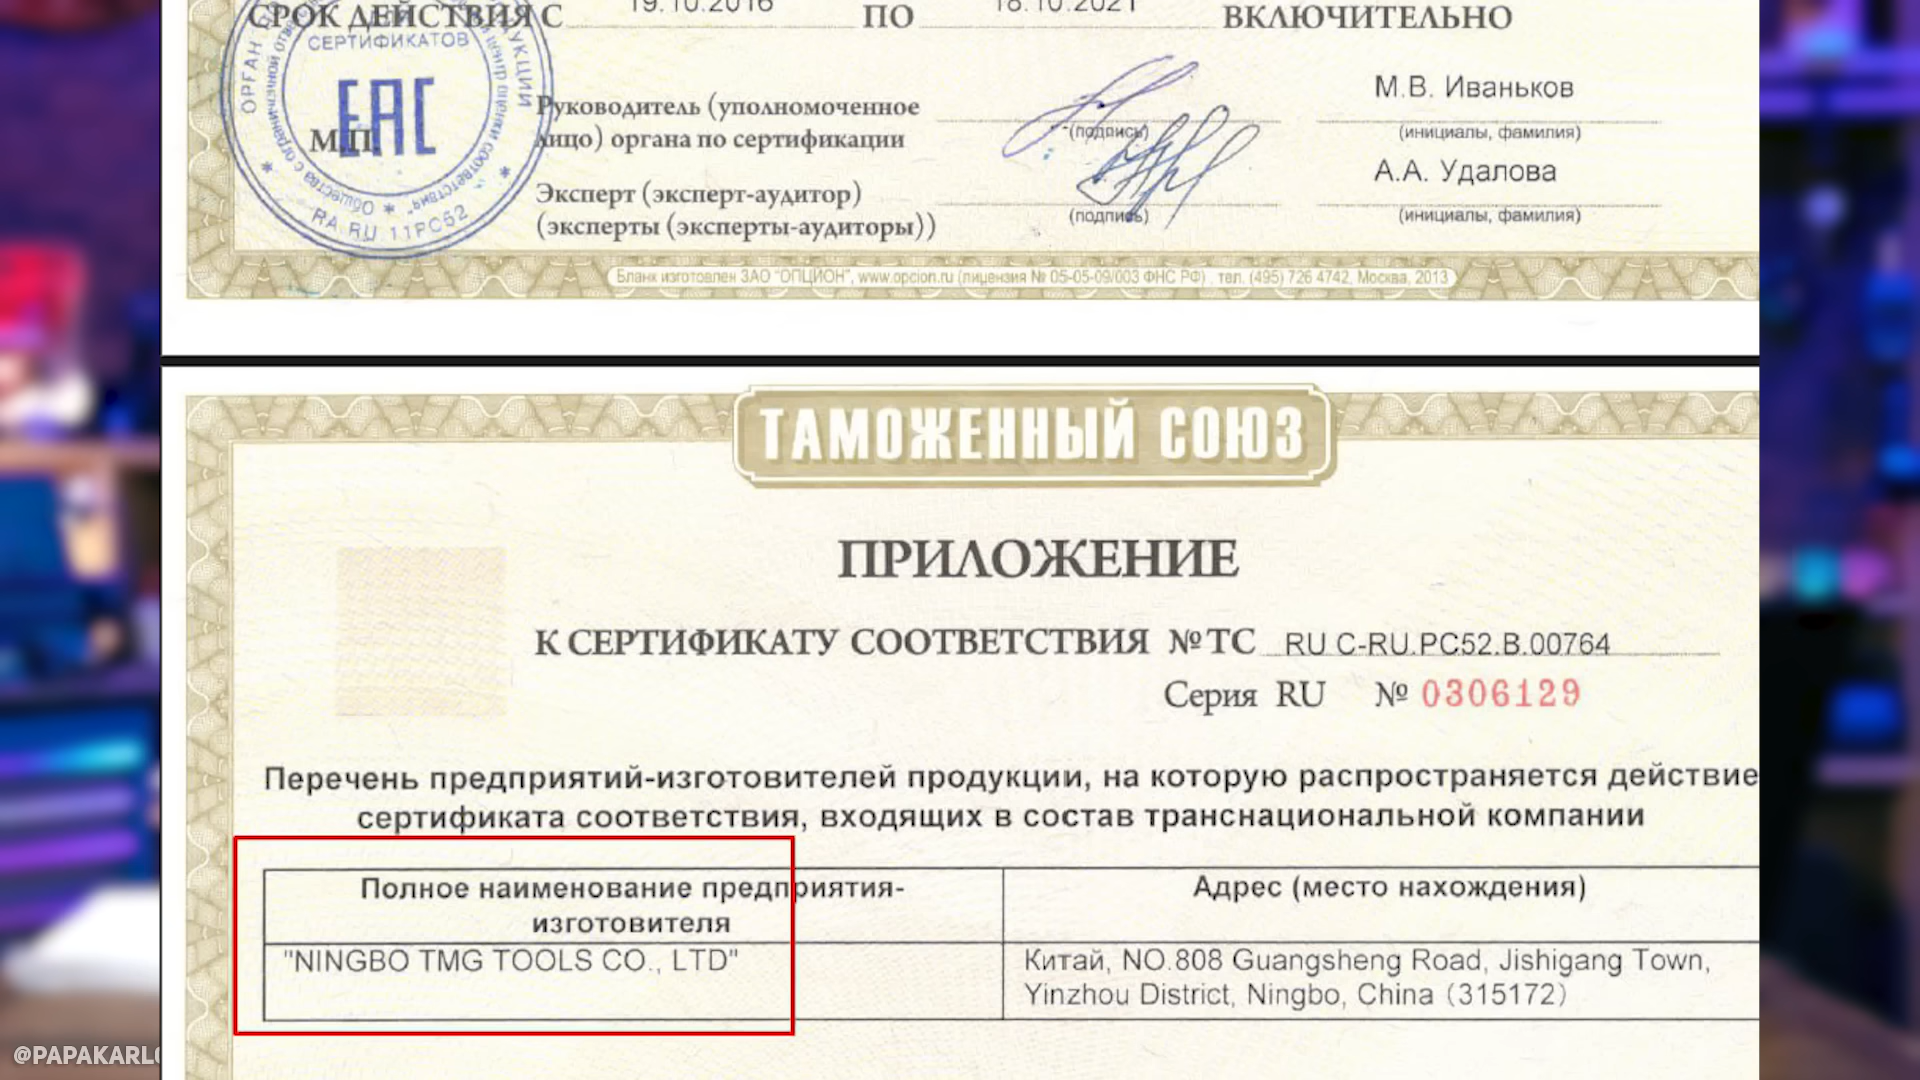 СРОК ДЕЙСТВИЯ С 19.10.2016 ПО 18.10.2021 ВКЛЮЧИТЕЛЬНО
СЕРТИФИКАТОВ
ЕАС
М.П.
RA.RU.11РС52
Руководитель (уполномоченное
лицо) органа по сертификации
(подпись)
М.В. Иваньков
(инициалы, фамилия)
Эксперт (эксперт-аудитор)
(эксперты (эксперты-аудиторы))
(подпись)
А.А. Удалова
(инициалы, фамилия)
Бланк изготовлен ЗАО "ОПЦИОН", www.opcion.ru (лицензия № 05-05-09/003 ФНС РФ), тел. (495) 726 4742, Москва, 2013
ТАМОЖЕННЫЙ СОЮЗ
ПРИЛОЖЕНИЕ
К СЕРТИФИКАТУ СООТВЕТСТВИЯ №ТС RU C-RU.PC52.B.00764
Серия RU № 0306129
Перечень предприятий-изготовителей продукции, на которую распространяется действие
сертификата соответствия, входящих в состав транснациональной компании
Полное наименование предприятия-
изготовителя
Адрес (место нахождения)
"NINGBO TMG TOOLS CO., LTD"
Китай, NO.808 Guangsheng Road, Jishigang Town,
Yinzhou District, Ningbo, China (315172)
@PAPAKARLO